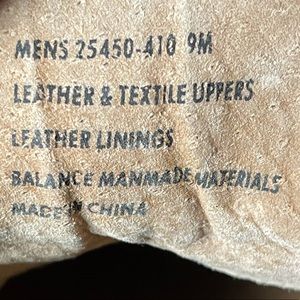 MENS 25450-410 9M
LEATHER & TEXTILE UPPERS
LEATHER LININGS
BALANCE MANMADE MATERIALS
MADE IN CHINA